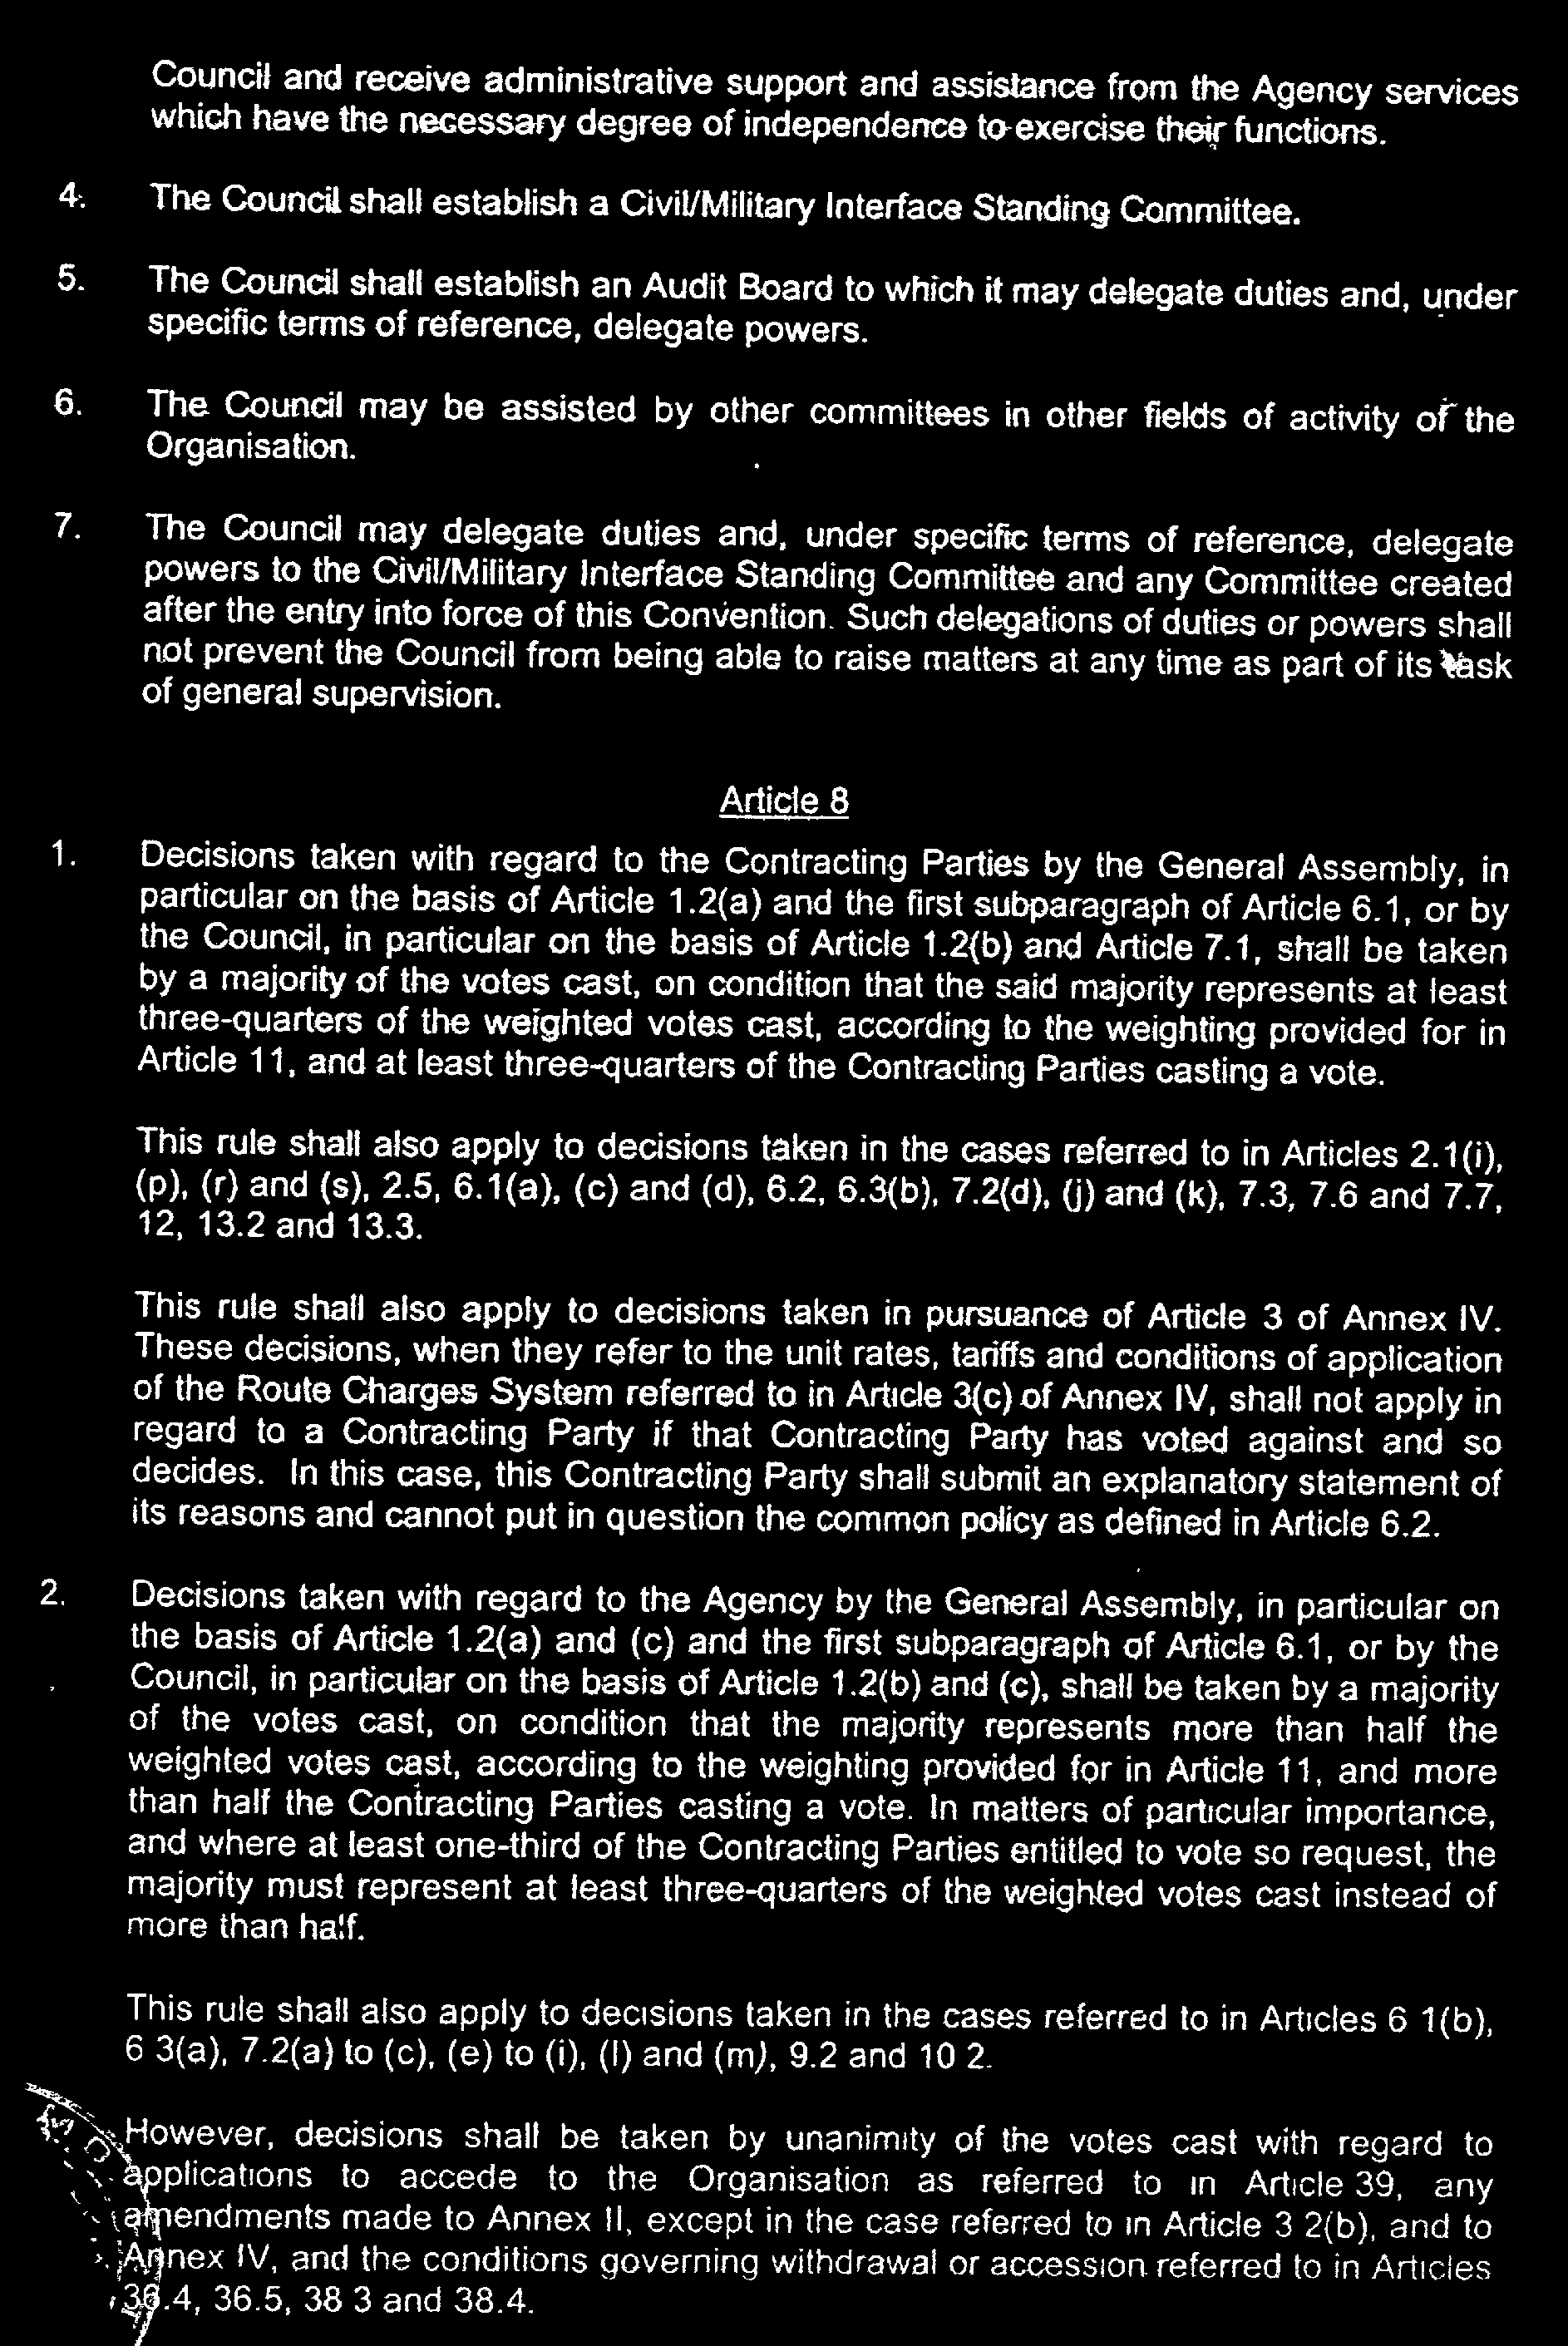 Council and receive administrative support and assistance from the Agency services
which have the necessary degree of independence to exercise their functions.
4. The Council shall establish a Civil/Military Interface Standing Committee.
5. The Council shall establish an Audit Board to which it may delegate duties and, under
specific terms of reference, delegate powers.
6. The Council may be assisted by other committees in other fields of activity of the
Organisation.
7. The Council may delegate duties and, under specific terms of reference, delegate
powers to the Civil/Military Interface Standing Committee and any Committee created
after the entry into force of this Convention. Such delegations of duties or powers shall
not prevent the Council from being able to raise matters at any time as part of its task
of general supervision.
Article 8
1. Decisions taken with regard to the Contracting Parties by the General Assembly, in
particular on the basis of Article 1.2(a) and the first subparagraph of Article 6.1, or by
the Council, in particular on the basis of Article 1.2(b) and Article 7.1, shall be taken
by a majority of the votes cast, on condition that the said majority represents at least
three-quarters of the weighted votes cast, according to the weighting provided for in
Article 11, and at least three-quarters of the Contracting Parties casting a vote.
This rule shall also apply to decisions taken in the cases referred to in Articles 2.1(i),
(p), (r) and (s), 2.5, 6.1(a), (c) and (d), 6.2, 6.3(b), 7.2(d), (j) and (k), 7.3, 7.6 and 7.7,
12, 13.2 and 13.3.
This rule shall also apply to decisions taken in pursuance of Article 3 of Annex IV.
These decisions, when they refer to the unit rates, tariffs and conditions of application
of the Route Charges System referred to in Article 3(c) of Annex IV, shall not apply in
regard to a Contracting Party if that Contracting Party has voted against and so
decides. In this case, this Contracting Party shall submit an explanatory statement of
its reasons and cannot put in question the common policy as defined in Article 6.2.
2. Decisions taken with regard to the Agency by the General Assembly, in particular on
the basis of Article 1.2(a) and (c) and the first subparagraph of Article 6.1, or by the
Council, in particular on the basis of Article 1.2(b) and (c), shall be taken by a majority
of the votes cast, on condition that the majority represents more than half the
weighted votes cast, according to the weighting provided for in Article 11, and more
than half the Contracting Parties casting a vote. In matters of particular importance,
and where at least one-third of the Contracting Parties entitled to vote so request, the
majority must represent at least three-quarters of the weighted votes cast instead of
more than half.
This rule shall also apply to decisions taken in the cases referred to in Articles 6 1(b),
6 3(a), 7.2(a) to (c), (e) to (i), (l) and (m), 9.2 and 10 2.
However, decisions shall be taken by unanimity of the votes cast with regard to
applications to accede to the Organisation as referred to in Article 39, any
amendments made to Annex II, except in the case referred to in Article 3 2(b), and to
Annex IV, and the conditions governing withdrawal or accession referred to in Articles
36.4, 36.5, 38 3 and 38.4.